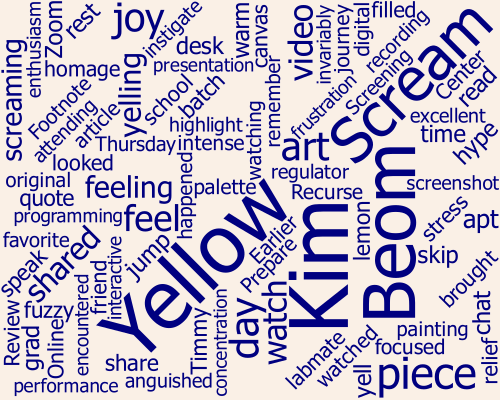 enthusiasm
Zoom
rest
joy
instigate
desk
warm
canvas
video
invariably
journey
digital
filled
recording
Scream
screaming
homage
yelling
presentation
Screening
Center
read
Footnote
attending
article
school
batch
remember
frustration
excellent
highlight
watching
time
hype
Thursday
intense
art
looked
happened
regulator
original
quote
feeling
palette
Recurse
Beom
screenshot
programming
feel
Yellow
Kim
lemon
stress
apt
favorite
shared
interactive
jump
Earlier
Prepare
skip
speak
friend
encountered
brought
Review
fuzzy
grad
Online
Timmy
concentration
day
watch
labmate
watched
painting
focused
chat
relief
share
performance
anguished
yell
piece